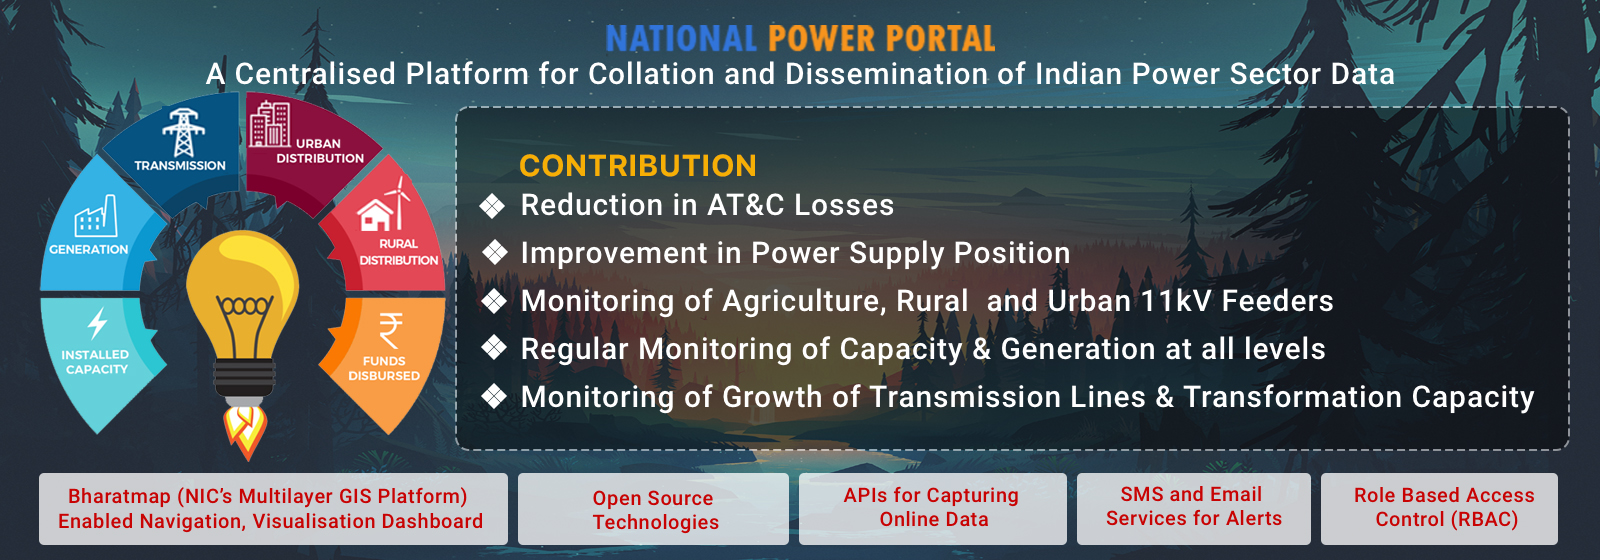 NATIONAL POWER PORTAL
A Centralised Platform for Collation and Dissemination of Indian Power Sector Data
TRANSMISSION
URBAN
DISTRIBUTION
GENERATION
RURAL
DISTRIBUTION
INSTALLED
CAPACITY
₹
FUNDS
DISBURSED
CONTRIBUTION
❖ Reduction in AT&C Losses
❖ Improvement in Power Supply Position
❖ Monitoring of Agriculture, Rural and Urban 11kV Feeders
❖ Regular Monitoring of Capacity & Generation at all levels
❖ Monitoring of Growth of Transmission Lines & Transformation Capacity
Bharatmap (NIC's Multilayer GIS Platform)
Enabled Navigation, Visualisation Dashboard
Open Source
Technologies
APIs for Capturing
Online Data
SMS and Email
Services for Alerts
Role Based Access
Control (RBAC)